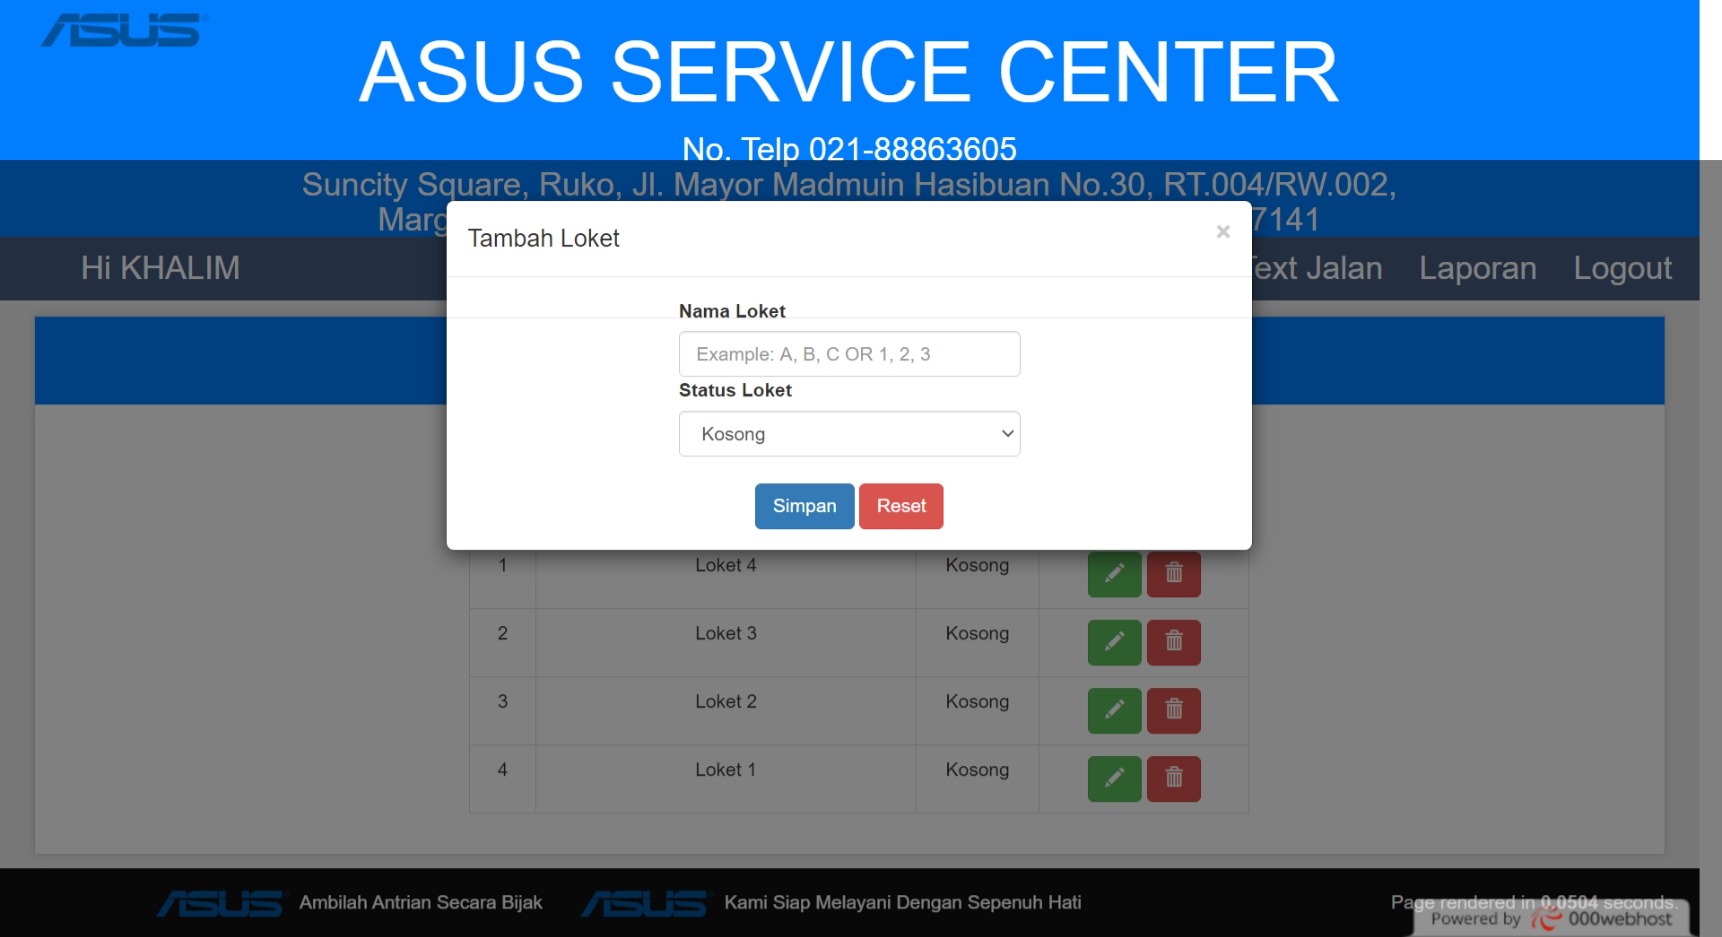 ASUS
ASUS SERVICE CENTER
No. Telp 021-88863605
Suncity Square, Ruko, Jl. Mayor Madmuin Hasibuan No.30, RT.004/RW.002,
Marg 7141
Tambah Loket ×
Hi KHALIM
Text Jalan Laporan Logout
Nama Loket
Example: A, B, C OR 1, 2, 3
Status Loket
Kosong
Simpan Reset
1 Loket 4 Kosong
2 Loket 3 Kosong
3 Loket 2 Kosong
4 Loket 1 Kosong
ASUS Ambilah Antrian Secara Bijak ASUS Kami Siap Melayani Dengan Sepenuh Hati Page rendered in 0.0504 seconds.
Powered by 000webhost